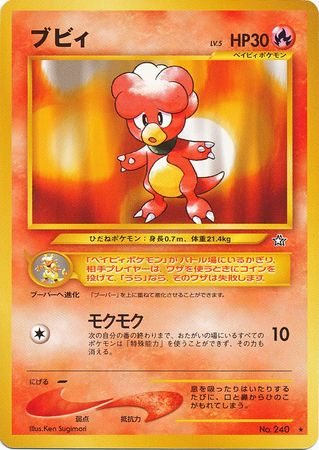 ブビィ LV.5 HP30
ベイビィポケモン
ひだねポケモン：身長0.7m、体重21.4kg
「ベイビィポケモン」がバトル場にいるかぎり、
相手プレイヤーは、ワザを使うときにコインを
投げて、「うら」なら、そのワザは失敗します。
ブーバーへ進化 「ブーバー」を上に重ねて進化させることができます。
モクモク 10
次の自分の番の終わりまで、おたがいの場にいるすべての
ポケモンは「特殊能力」を使うことができず、その力も
消える。
にげる
弱点 抵抗力
息を吸ったりはいたりする
たびに、口と鼻からひのこ
がもれてしまう。
Illus.Ken Sugimori No.240 ★